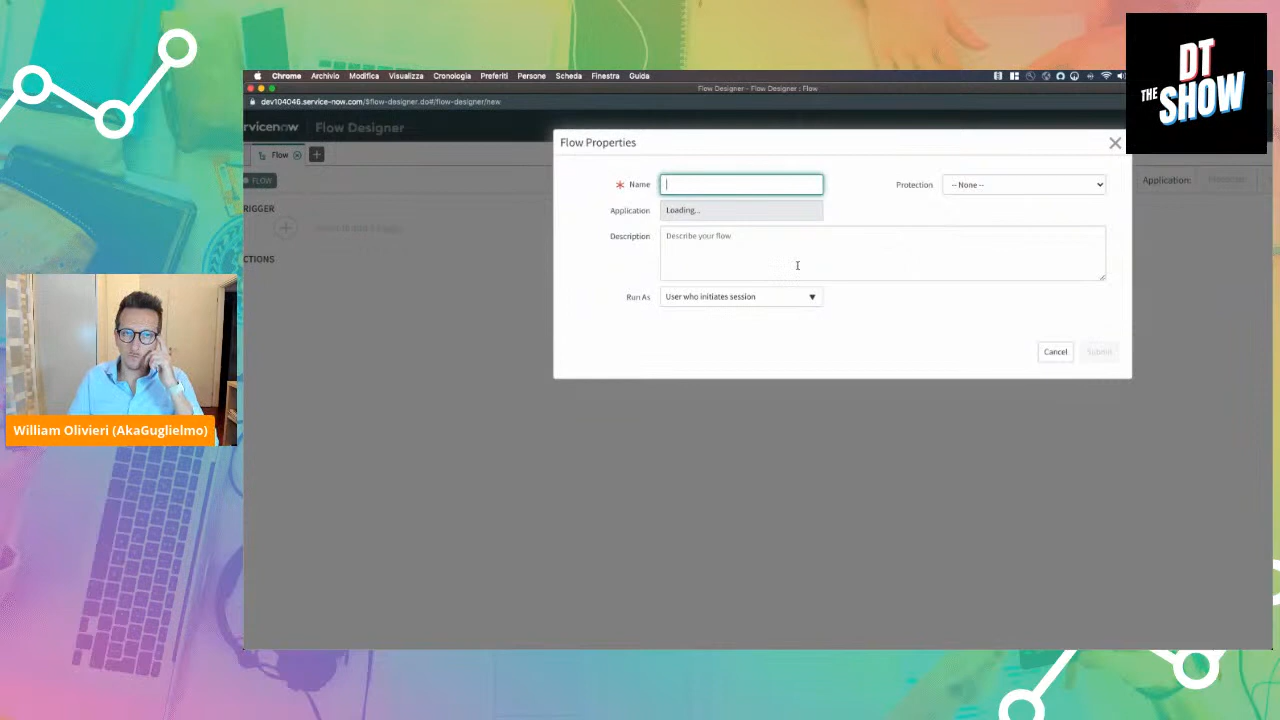 DT
THE SHOW
Chrome Archivio Modifica Visualizza Cronologia Preferiti Persone Scheda Finestra Guida
Flow Designer - Flow Designer : Flow
dev104046.service-now.com/$flow-designer.do#/flow-designer/new
rvicenow Flow Designer
Flow
FLOW
Flow Properties
Name
Protection
-- None --
Application:
Application
Loading...
Description
Describe your flow
Run As
User who initiates session
Cancel
Submit
RIGGER
CTIONS
William Olivieri (AkaGuglielmo)